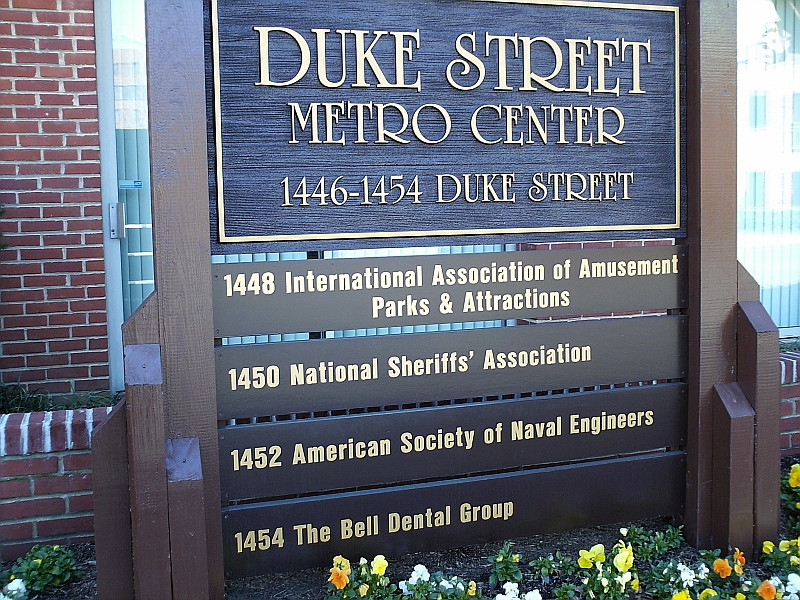 DUKE STREET
METRO CENTER
1446-1454 DUKE STREET
1448 International Association of Amusement
Parks & Attractions
1450 National Sheriffs' Association
1452 American Society of Naval Engineers
1454 The Bell Dental Group